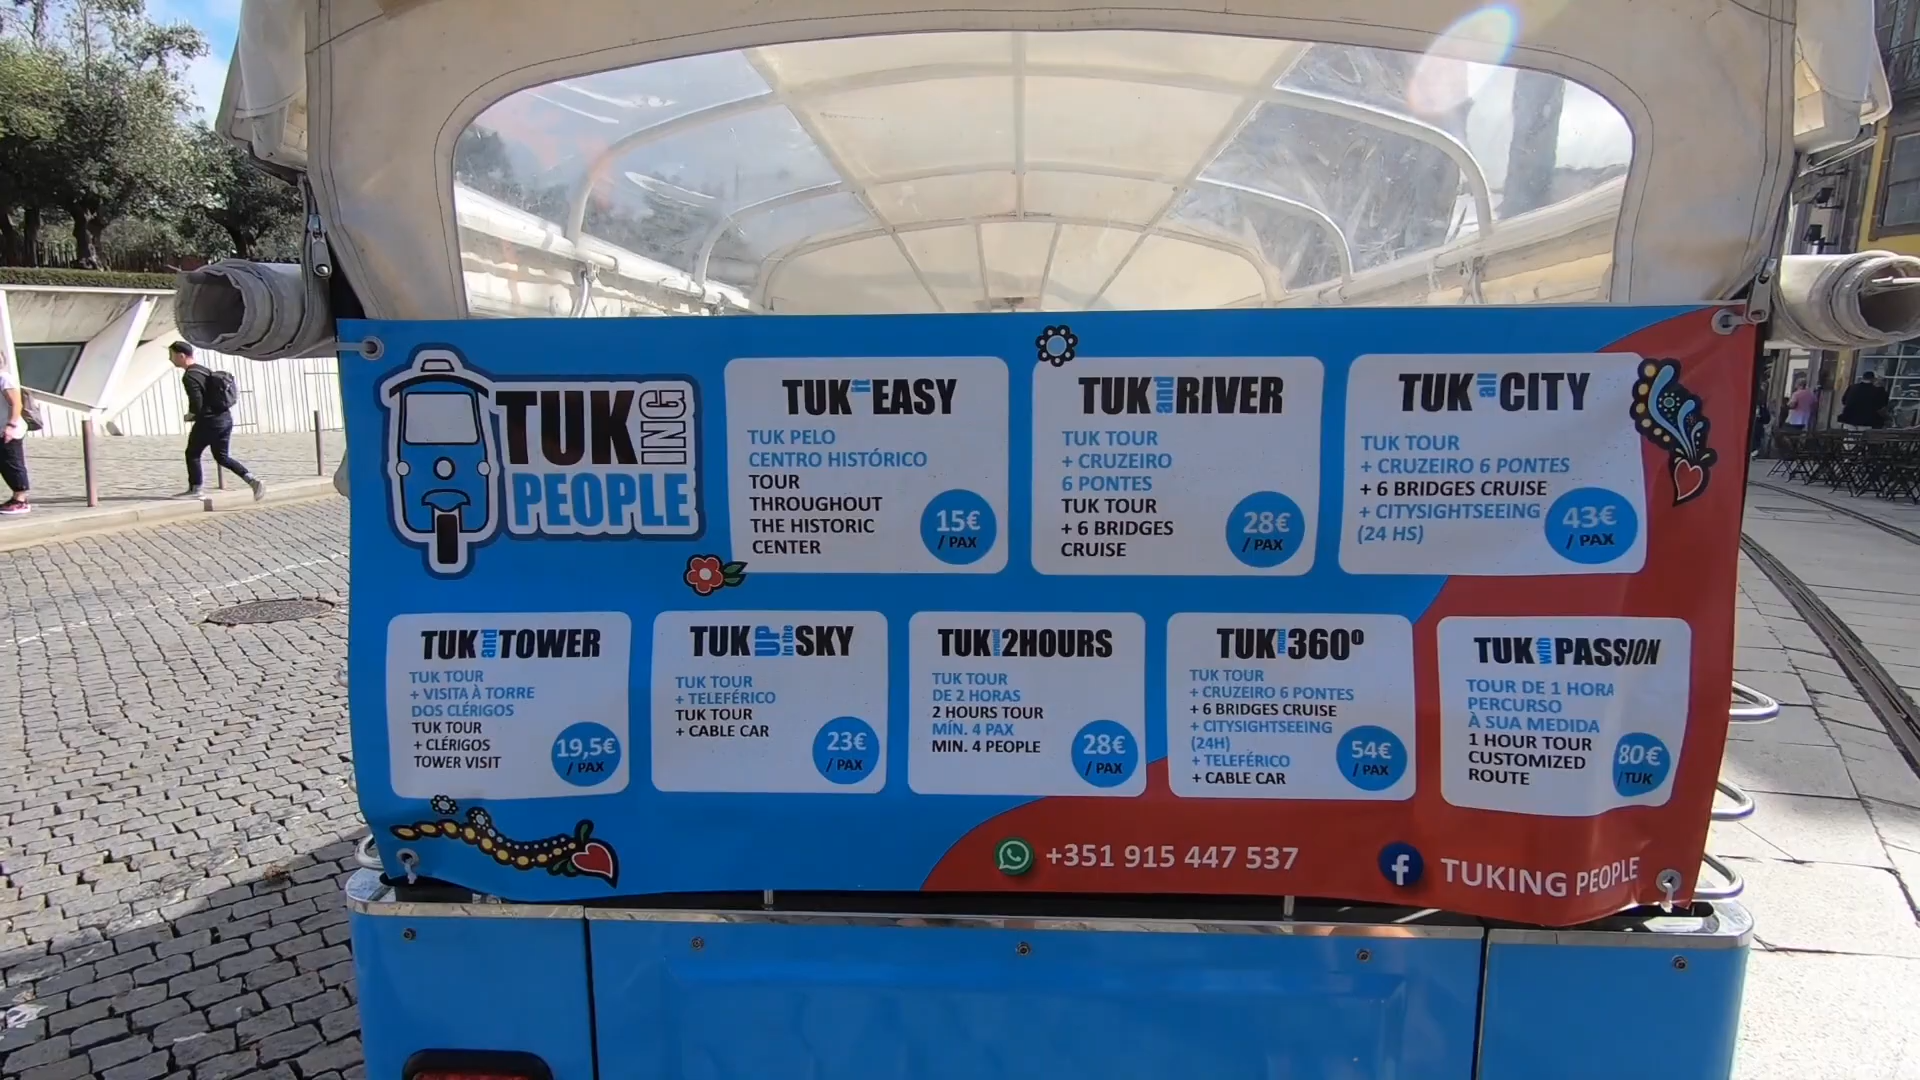 TUKING
PEOPLE
TUK it EASY
TUK PELO
CENTRO HISTÓRICO
TOUR
THROUGHOUT
THE HISTORIC
CENTER
15€
/ PAX
TUK and RIVER
TUK TOUR
+ CRUZEIRO
6 PONTES
TUK TOUR
+ 6 BRIDGES
CRUISE
28€
/ PAX
TUK all CITY
TUK TOUR
+ CRUZEIRO 6 PONTES
+ 6 BRIDGES CRUISE
+ CITYSIGHTSEEING
(24 HS)
43€
/ PAX
TUK and TOWER
TUK TOUR
+ VISITA À TORRE
DOS CLÉRIGOS
TUK TOUR
+ CLÉRIGOS
TOWER VISIT
19,5€
/ PAX
TUK UP in the SKY
TUK TOUR
+ TELEFÉRICO
TUK TOUR
+ CABLE CAR
23€
/ PAX
TUK around 2HOURS
TUK TOUR
DE 2 HORAS
2 HOURS TOUR
MÍN. 4 PAX
MIN. 4 PEOPLE
28€
/ PAX
TUK around 360º
TUK TOUR
+ CRUZEIRO 6 PONTES
+ 6 BRIDGES CRUISE
+ CITYSIGHTSEEING
(24H)
+ TELEFÉRICO
+ CABLE CAR
54€
/ PAX
TUK with PASSION
TOUR DE 1 HORA
PERCURSO
À SUA MEDIDA
1 HOUR TOUR
CUSTOMIZED
ROUTE
80€
/TUK
+351 915 447 537
TUKING PEOPLE